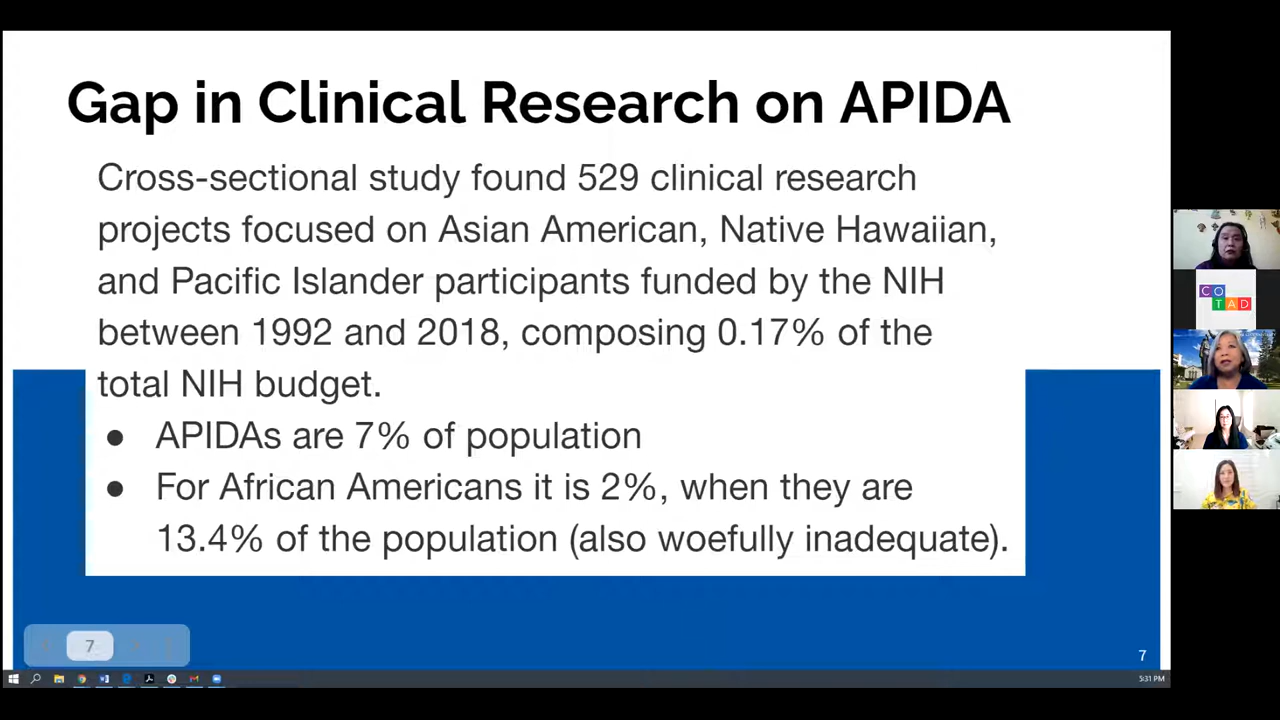 Gap in Clinical Research on APIDA
Cross-sectional study found 529 clinical research
projects focused on Asian American, Native Hawaiian,
and Pacific Islander participants funded by the NIH
between 1992 and 2018, composing 0.17% of the
total NIH budget.
● APIDAs are 7% of population
● For African Americans it is 2%, when they are
13.4% of the population (also woefully inadequate).
CO
TAD
7
7
5:31 PM